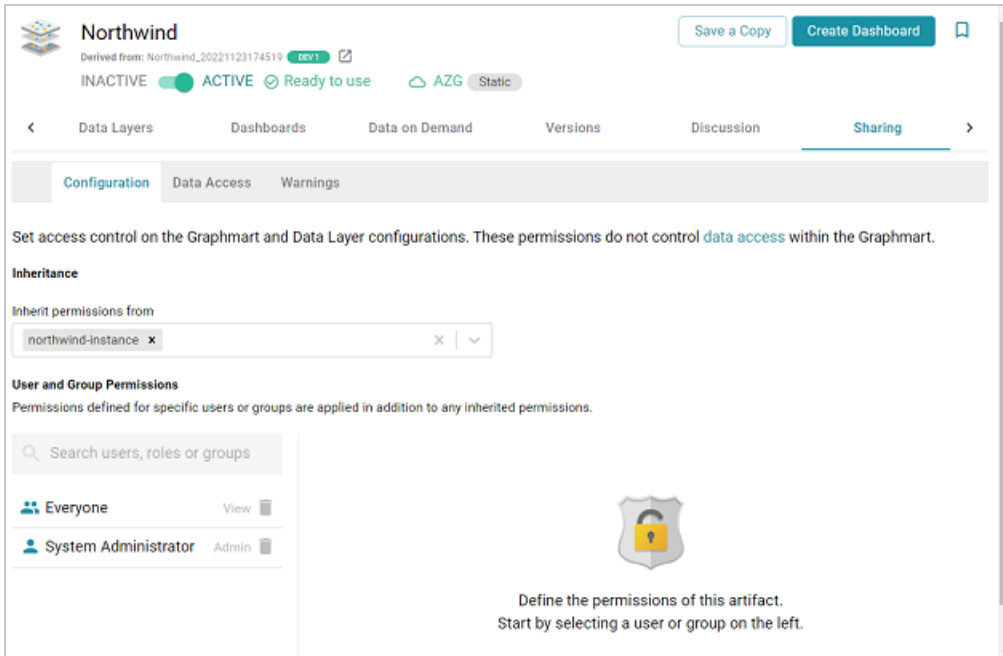 Northwind
Save a Copy
Create Dashboard
Derived from: Northwind_20221123174519 DEV1
INACTIVE ACTIVE Ready to use AZG Static
Data Layers Dashboards Data on Demand Versions Discussion Sharing
Configuration Data Access Warnings
Set access control on the Graphmart and Data Layer configurations. These permissions do not control data access within the Graphmart.
Inheritance
Inherit permissions from
northwind-instance x
User and Group Permissions
Permissions defined for specific users or groups are applied in addition to any inherited permissions.
Search users, roles or groups
Everyone View
System Administrator Admin
Define the permissions of this artifact.
Start by selecting a user or group on the left.